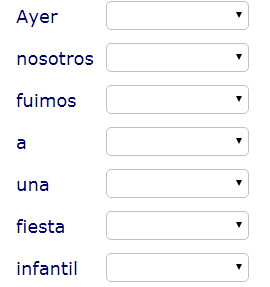 Ayer
nosotros
fuimos
a
una
fiesta
infantil